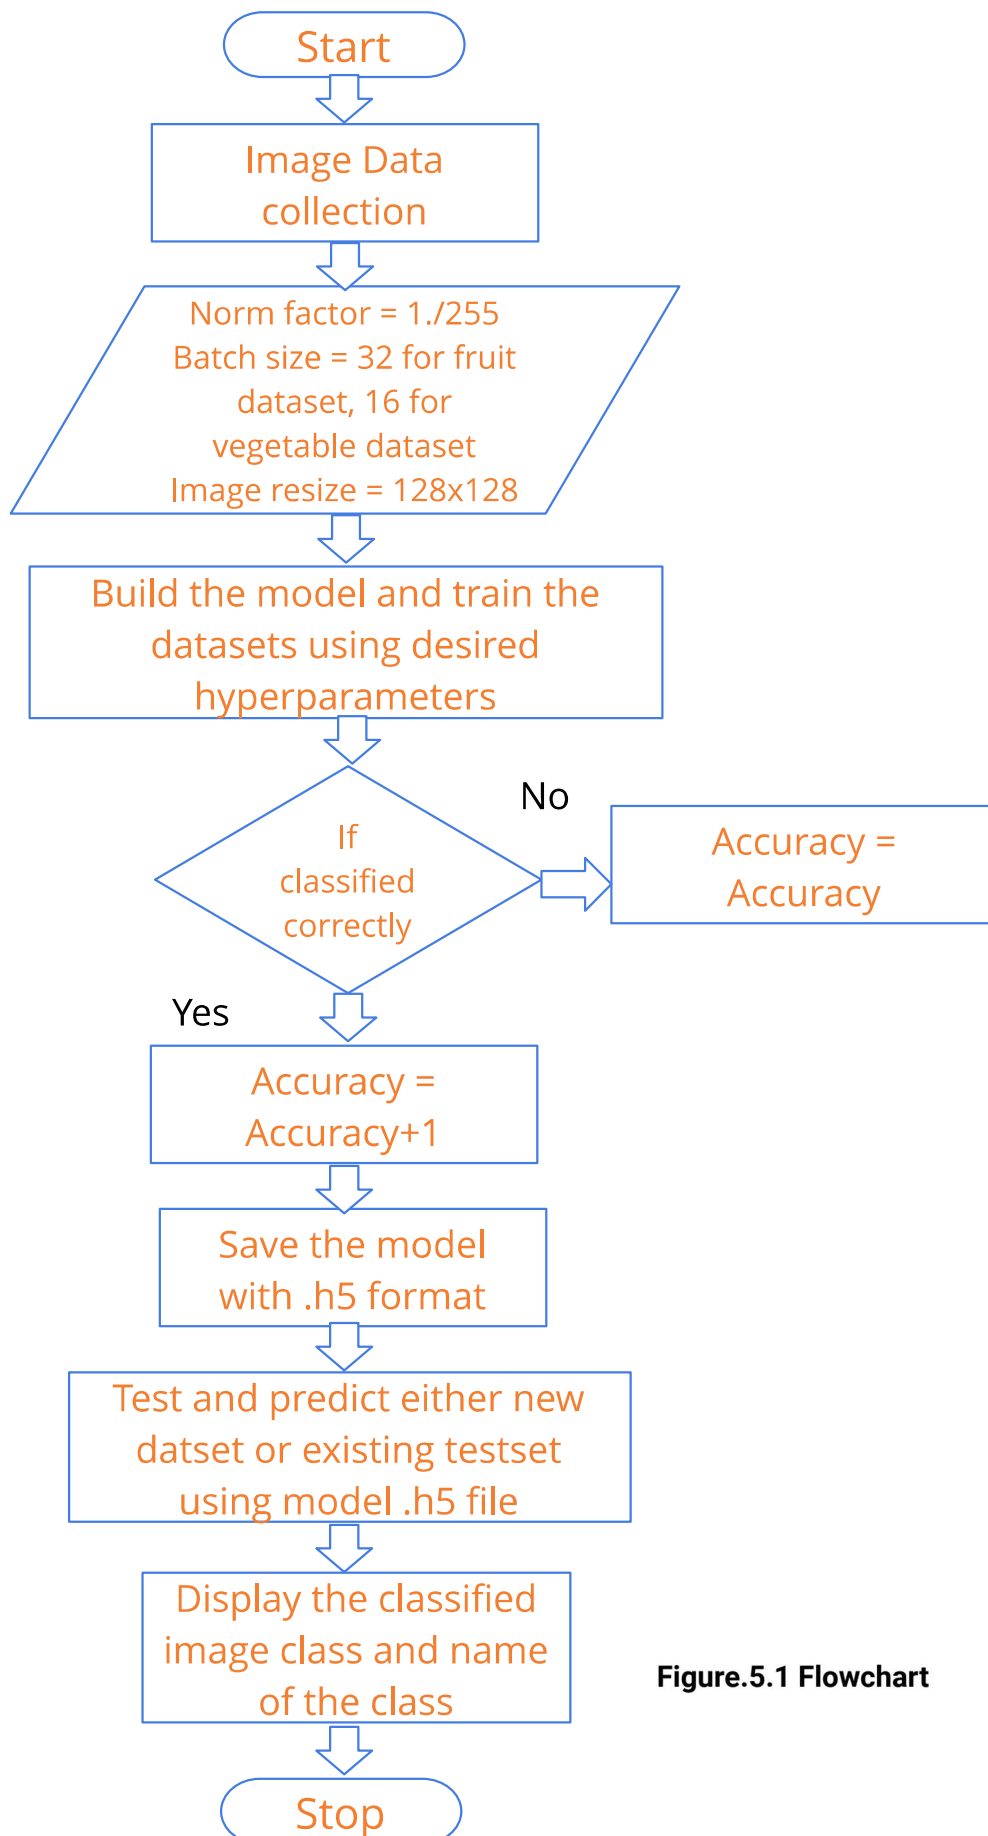 Start
Image Data
collection
Norm factor = 1./255
Batch size = 32 for fruit
dataset, 16 for
vegetable dataset
Image resize = 128x128
Build the model and train the
datasets using desired
hyperparameters
If
classified
correctly
No
Accuracy =
Accuracy
Yes
Accuracy =
Accuracy+1
Save the model
with .h5 format
Test and predict either new
datset or existing testset
using model .h5 file
Display the classified
image class and name
of the class
Figure.5.1 Flowchart
Stop